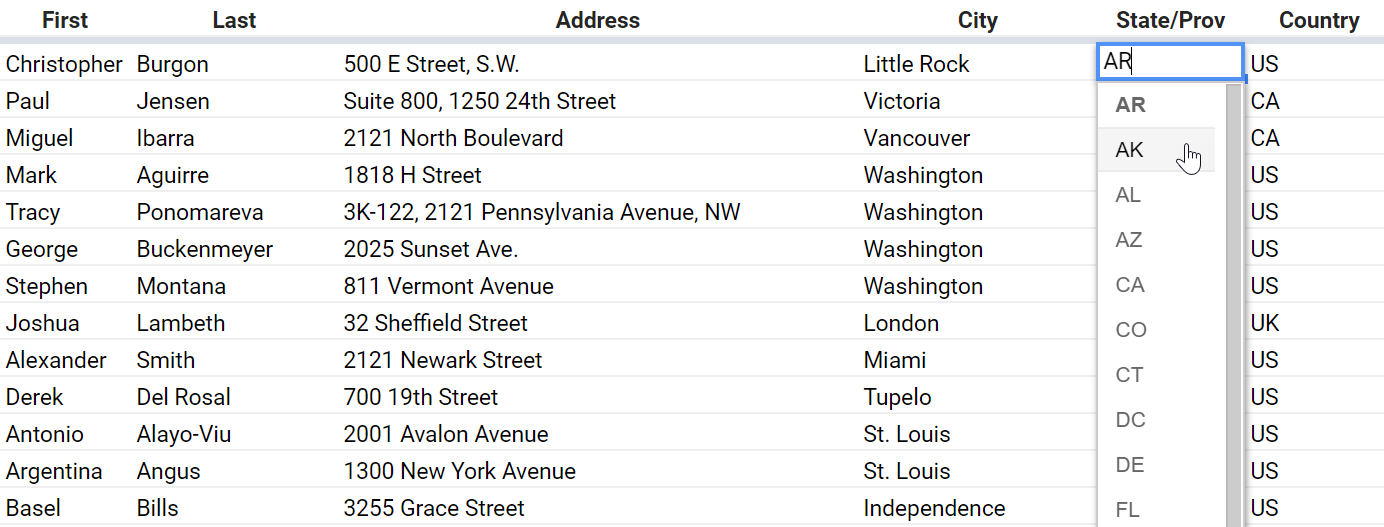 First Last Address City State/Prov Country
Christopher Burgon 500 E Street, S.W. Little Rock AR US
Paul Jensen Suite 800, 1250 24th Street Victoria AR CA
Miguel Ibarra 2121 North Boulevard Vancouver AK CA
Mark Aguirre 1818 H Street Washington AL US
Tracy Ponomareva 3K-122, 2121 Pennsylvania Avenue, NW Washington US
George Buckenmeyer 2025 Sunset Ave. Washington AZ US
Stephen Montana 811 Vermont Avenue Washington CA US
Joshua Lambeth 32 Sheffield Street London CO UK
Alexander Smith 2121 Newark Street Miami CT US
Derek Del Rosal 700 19th Street Tupelo US
Antonio Alayo-Viu 2001 Avalon Avenue St. Louis DC US
Argentina Angus 1300 New York Avenue St. Louis DE US
Basel Bills 3255 Grace Street Independence FL US